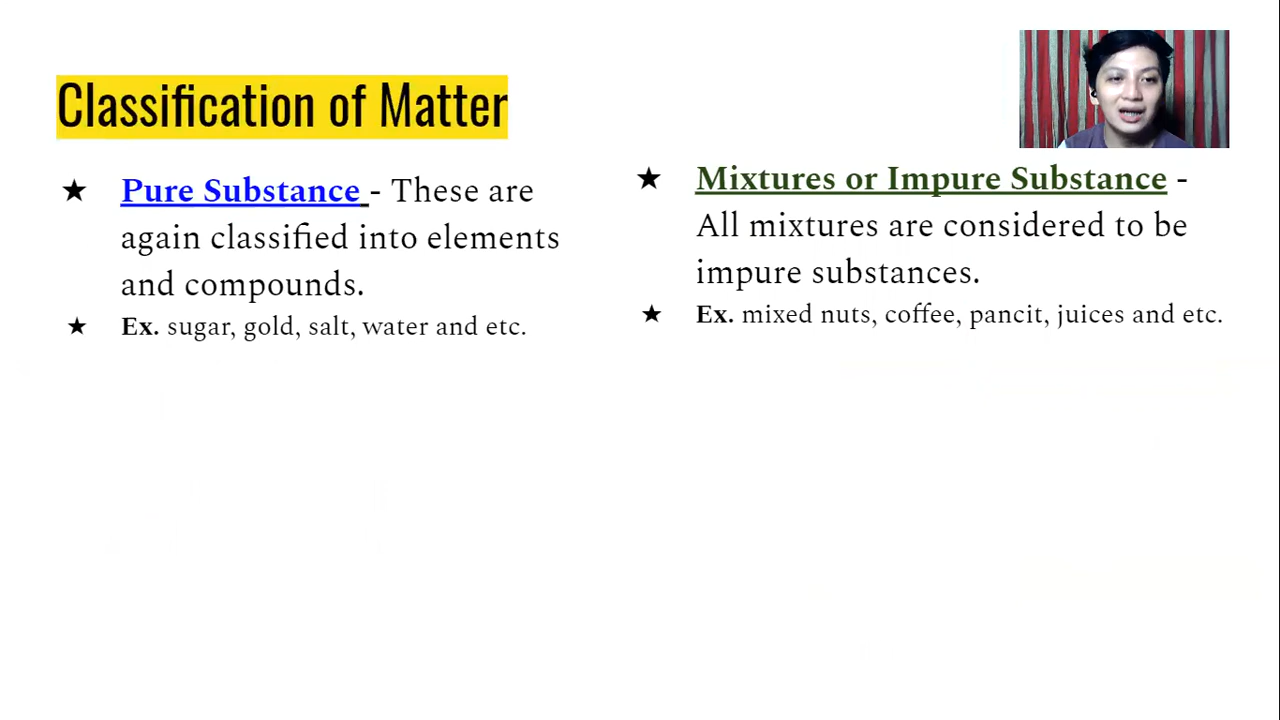 Classification of Matter
★ Pure Substance - These are
again classified into elements
and compounds.
★ Ex. sugar, gold, salt, water and etc.
★ Mixtures or Impure Substance -
All mixtures are considered to be
impure substances.
★ Ex. mixed nuts, coffee, pancit, juices and etc.